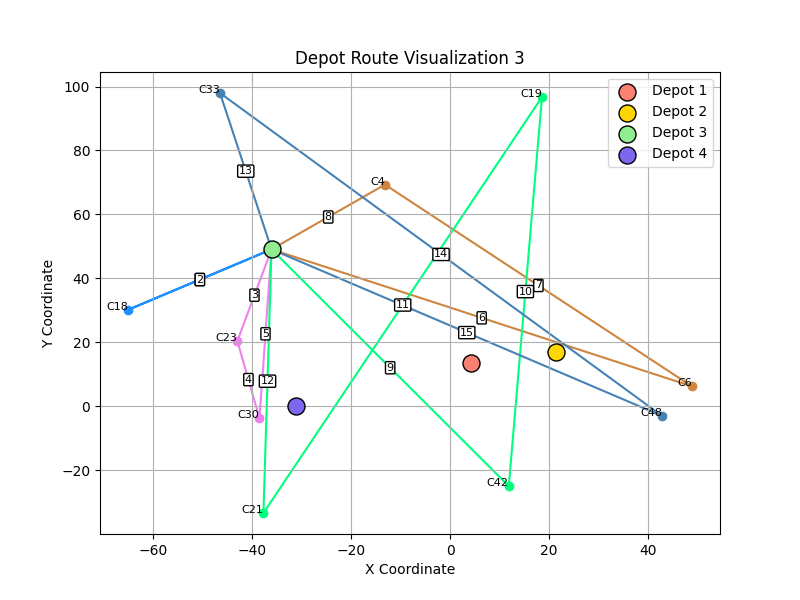 Depot Route Visualization 3
Depot 1
Depot 2
Depot 3
Depot 4
C33
C19
C4
C18
C23
C30
C21
C42
C6
C48
13
8
14
2
3
11
10
7
6
5
15
9
4
12
100
80
60
40
20
0
−20
−60
−40
−20
0
20
40
X Coordinate
Y Coordinate